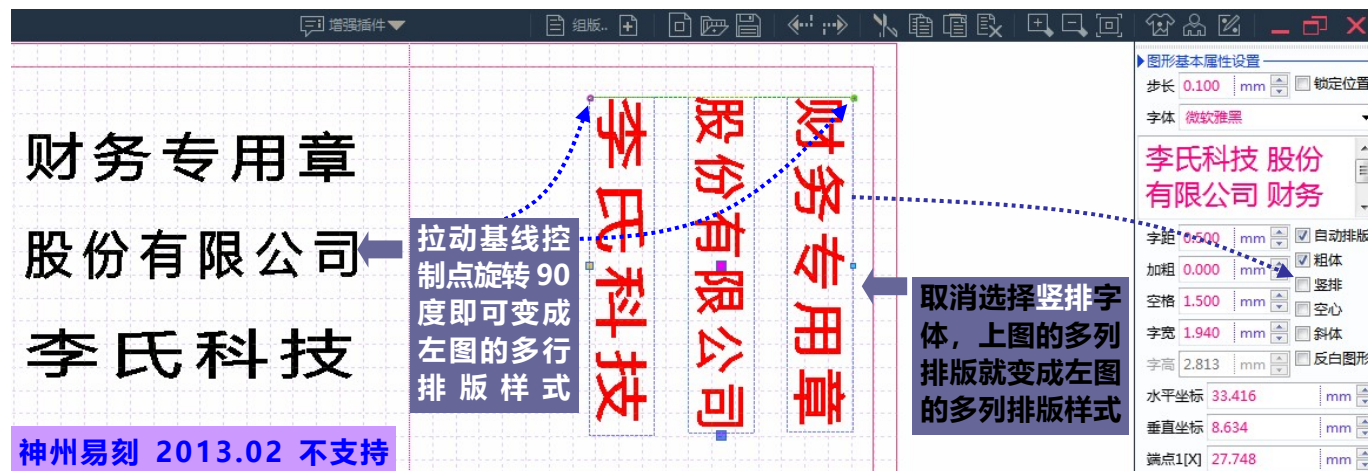 增强插件
组版..
图形基本属性设置
步长 0.100 mm 锁定位置
字体 微软雅黑
李氏科技 股份
有限公司 财务
字距 0.500 mm 自动排版
加粗 0.000 mm 粗体
竖排
空格 1.500 mm 空心
字宽 1.940 mm 斜体
字高 2.813 mm 反白图形
水平坐标 33.416 mm
垂直坐标 8.634 mm
端点1[X] 27.748 mm
财务专用章
股份有限公司
李氏科技
拉动基线控
制点旋转 90
度即可变成
左图的多行
排版样式
李氏科技
股份有限公司
财务专用章
取消选择竖排字
体，上图的多列
排版就变成左图
的多列排版样式
神州易刻 2013.02 不支持